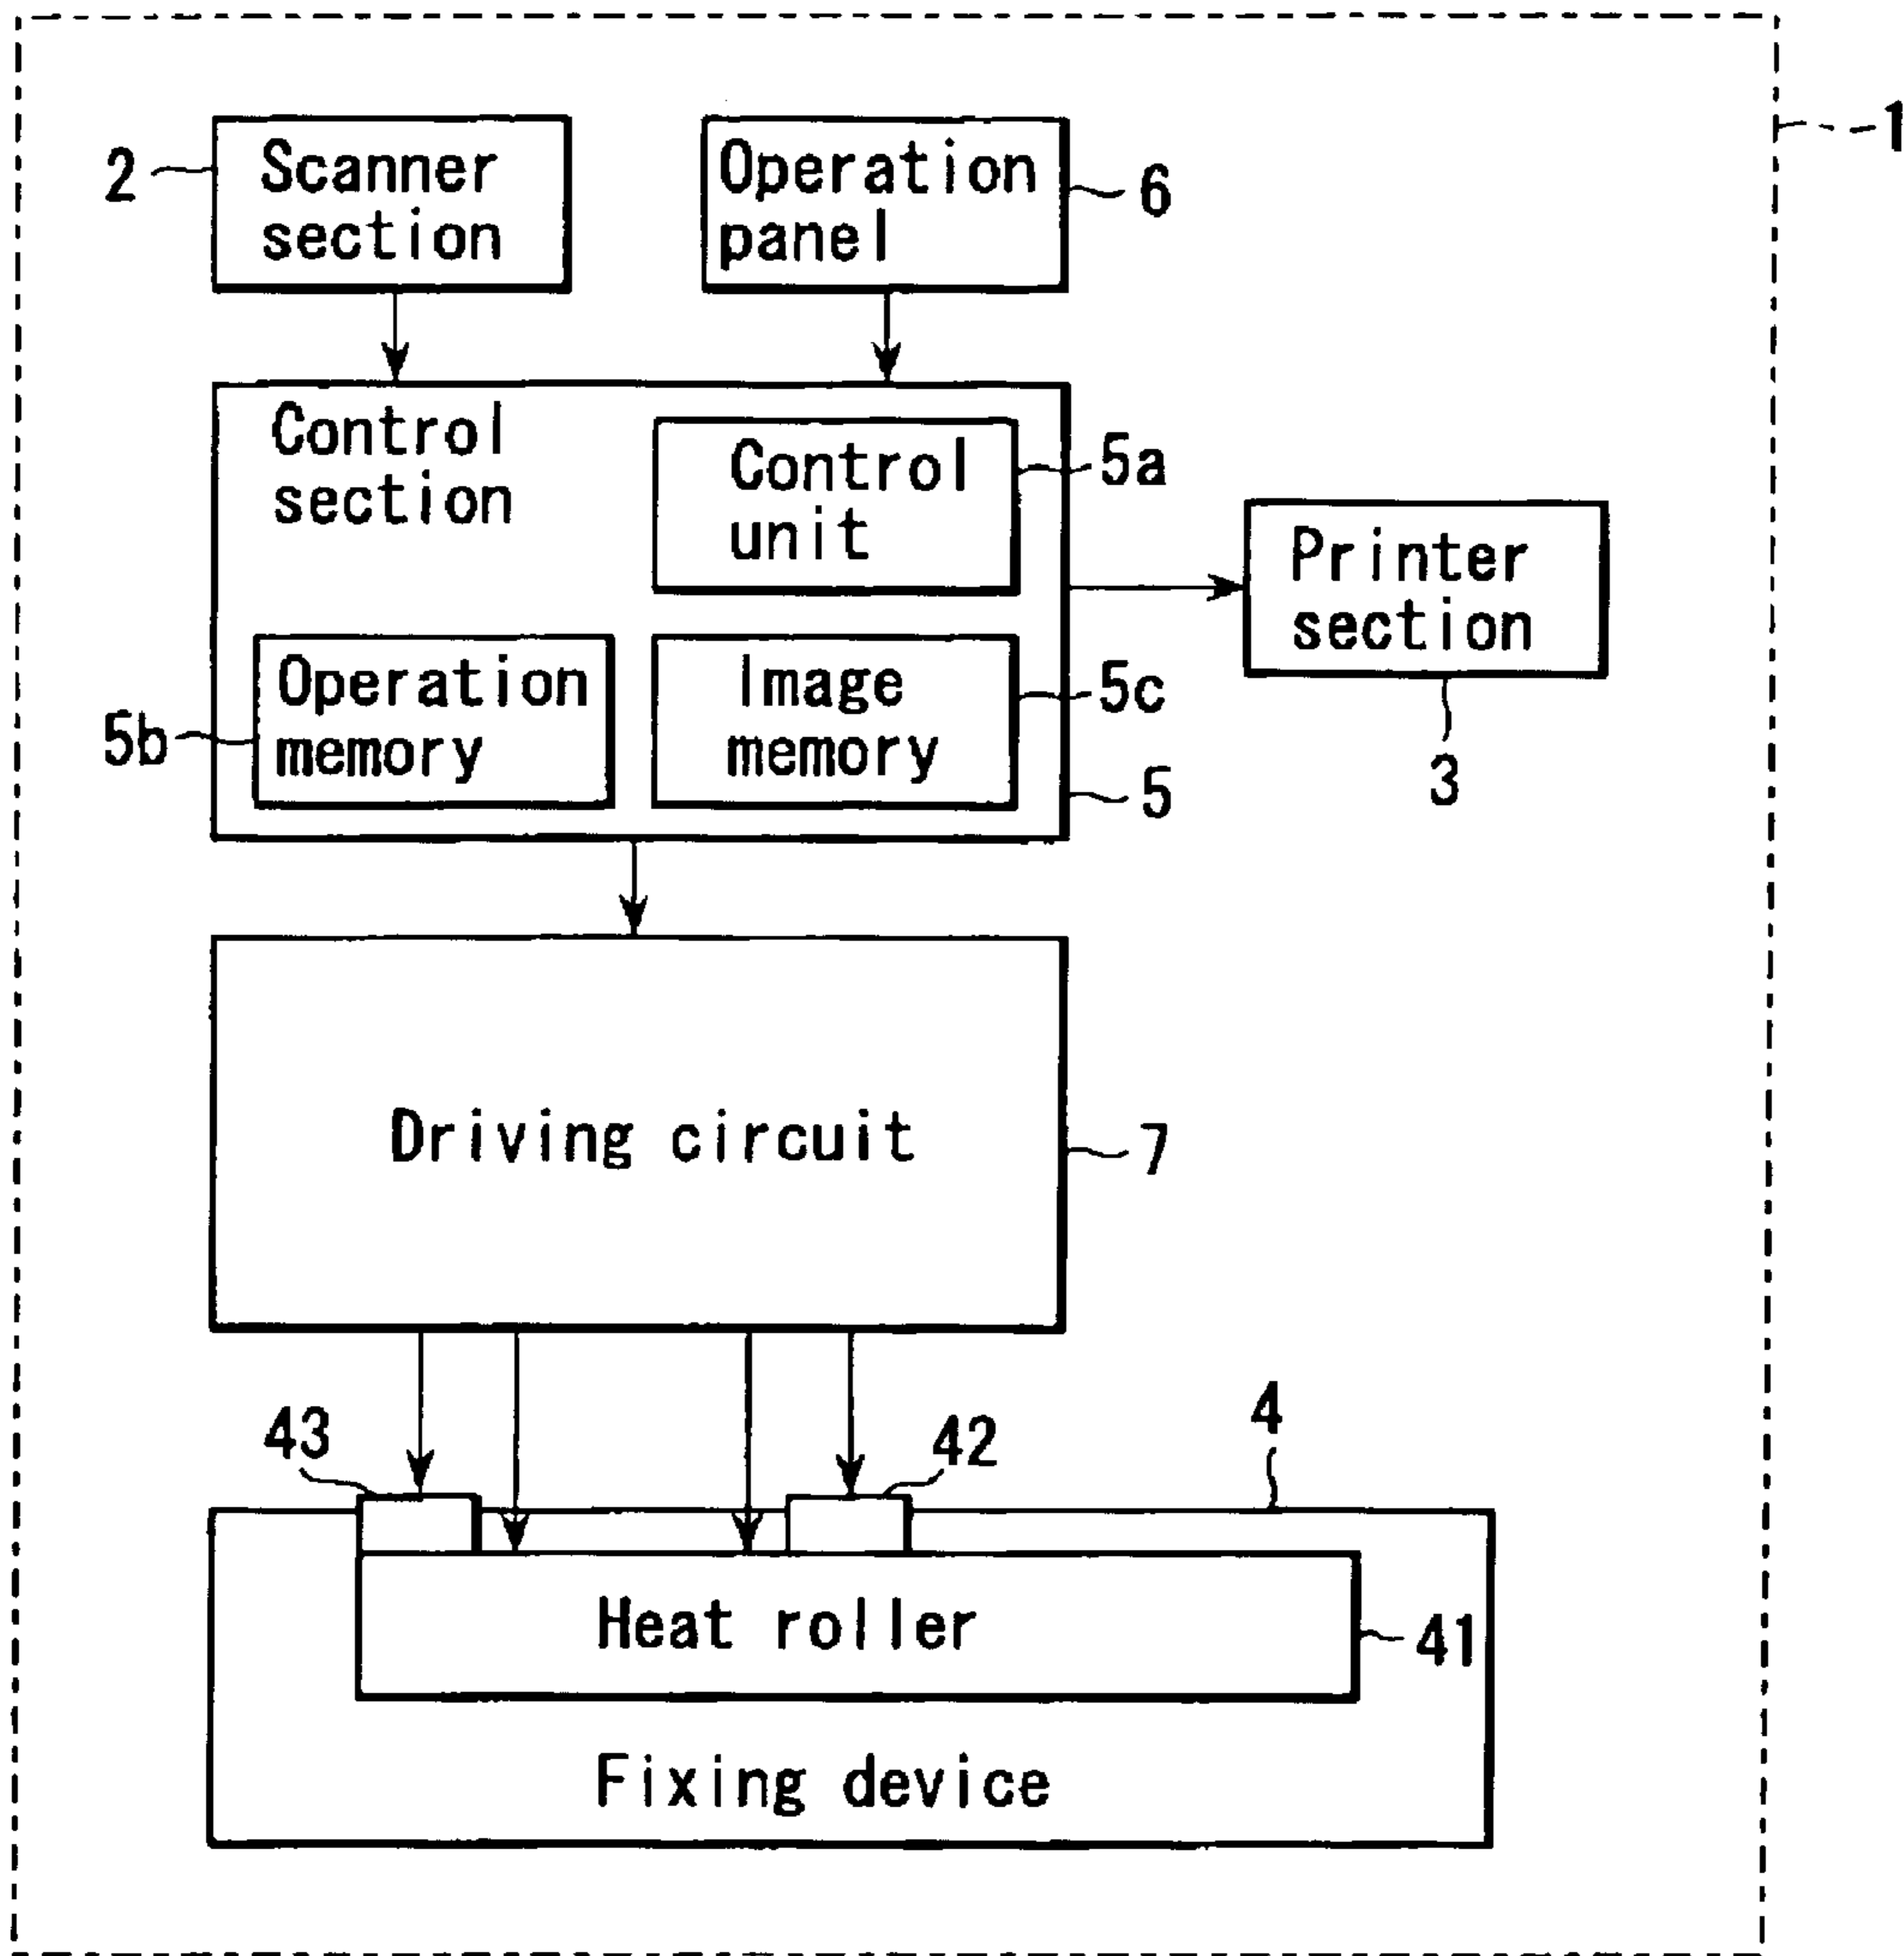 1
2
Scanner
section
Operation
panel
6
Control
section
Control
unit
5a
Printer
section
3
Operation
memory
5b
Image
memory
5c
5
Driving circuit
7
43
42
4
Heat roller
41
Fixing device